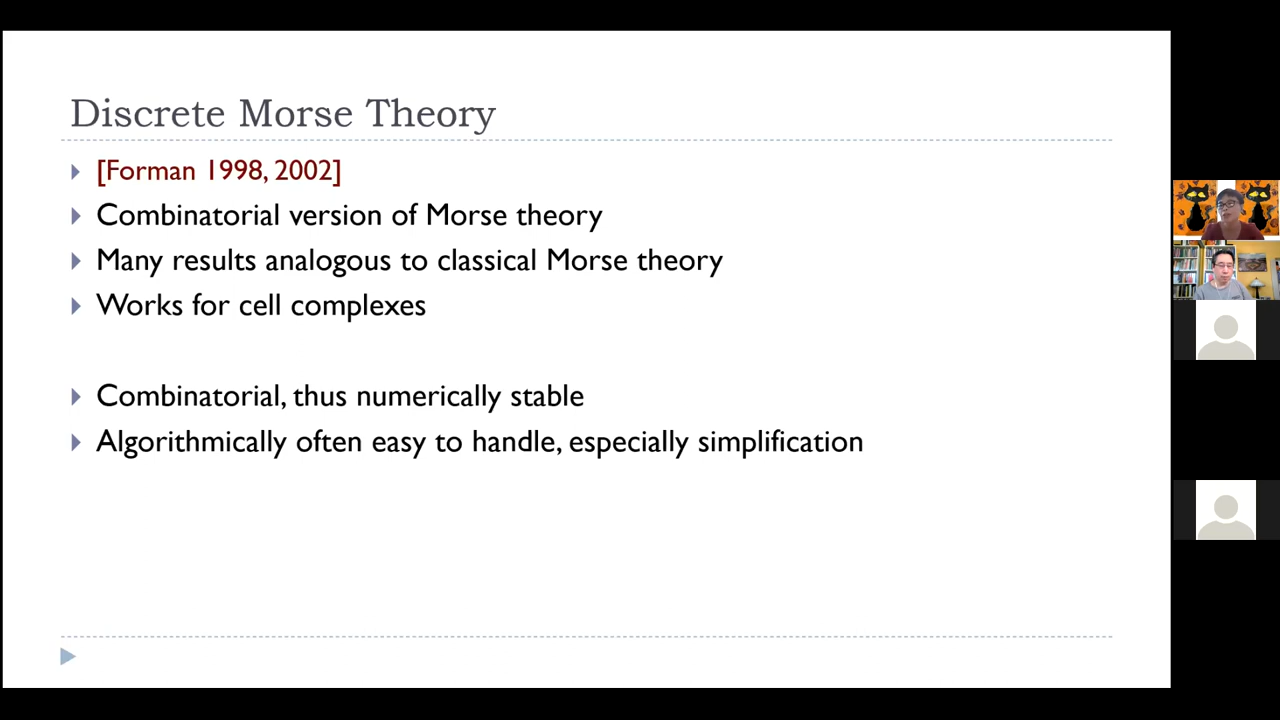 Discrete Morse Theory
[Forman 1998, 2002]
Combinatorial version of Morse theory
Many results analogous to classical Morse theory
Works for cell complexes
Combinatorial, thus numerically stable
Algorithmically often easy to handle, especially simplification